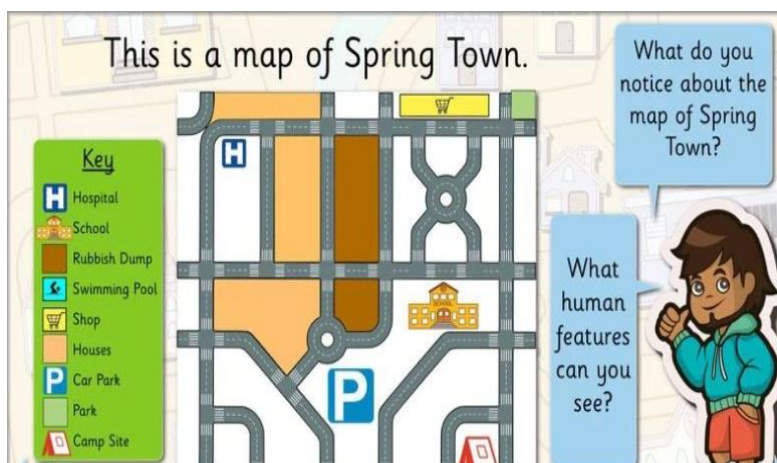 This is a map of Spring Town.
Key
H Hospital
School
Rubbish Dump
Swimming Pool
Shop
Houses
P Car Park
Park
Camp Site
H
SCHOOL
P
What do you
notice about the
map of Spring
Town?
What
human
features
can you
see?